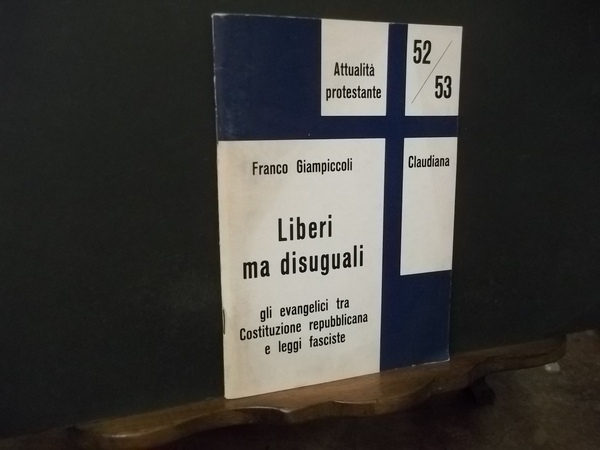 Attualità
protestante
52/53
Franco Giampiccoli
Claudiana
Liberi
ma disuguali
gli evangelici tra
Costituzione repubblicana
e leggi fasciste